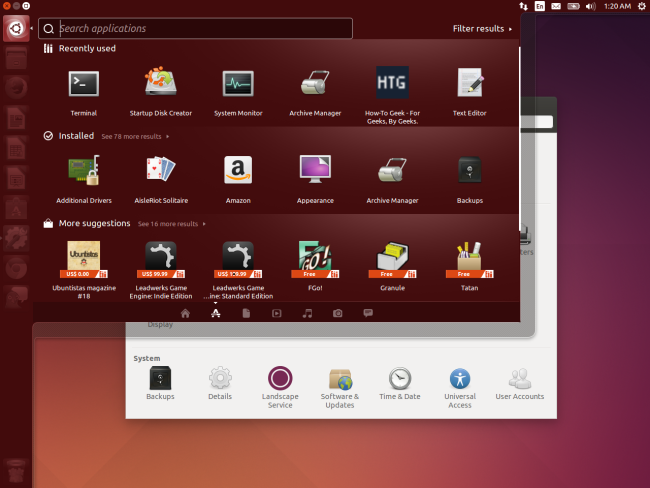 En
1:20 AM
Search applications
Filter results
Recently used
HTG
Terminal
Startup Disk Creator
System Monitor
Archive Manager
How-To Geek - For
Geeks, By Geeks.
Text Editor
Installed
See 78 more results
a
Additional Drivers
AisleRiot Solitaire
Amazon
Appearance
Archive Manager
Backups
More suggestions
See 16 more results
Ubuntistas
FGO!
US$ 0.00
US$ 99.99
Free
Free
Free
Ubuntistas magazine
#18
Leadwerks Game
Engine: Indie Edition
Leadwerks Game
...ine: Standard Edition
FGo!
Granule
Tatan
Display
System
Backups
Details
Landscape
Service
Software &
Updates
Time & Date
Universal
Access
User Accounts